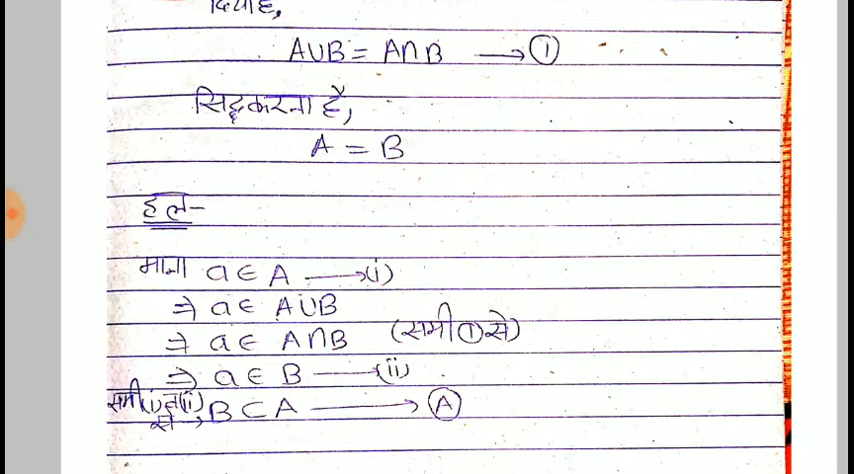 दिया है,
A∪B = A∩B → ①
सिद्ध करना है,
A = B
हल-
माना a ∈ A → (i)
⇒ a ∈ A∪B
⇒ a ∈ A∩B (समी ① से)
⇒ a ∈ B → (ii)
समी (i) व (ii) से, B ⊂ A → Ⓐ